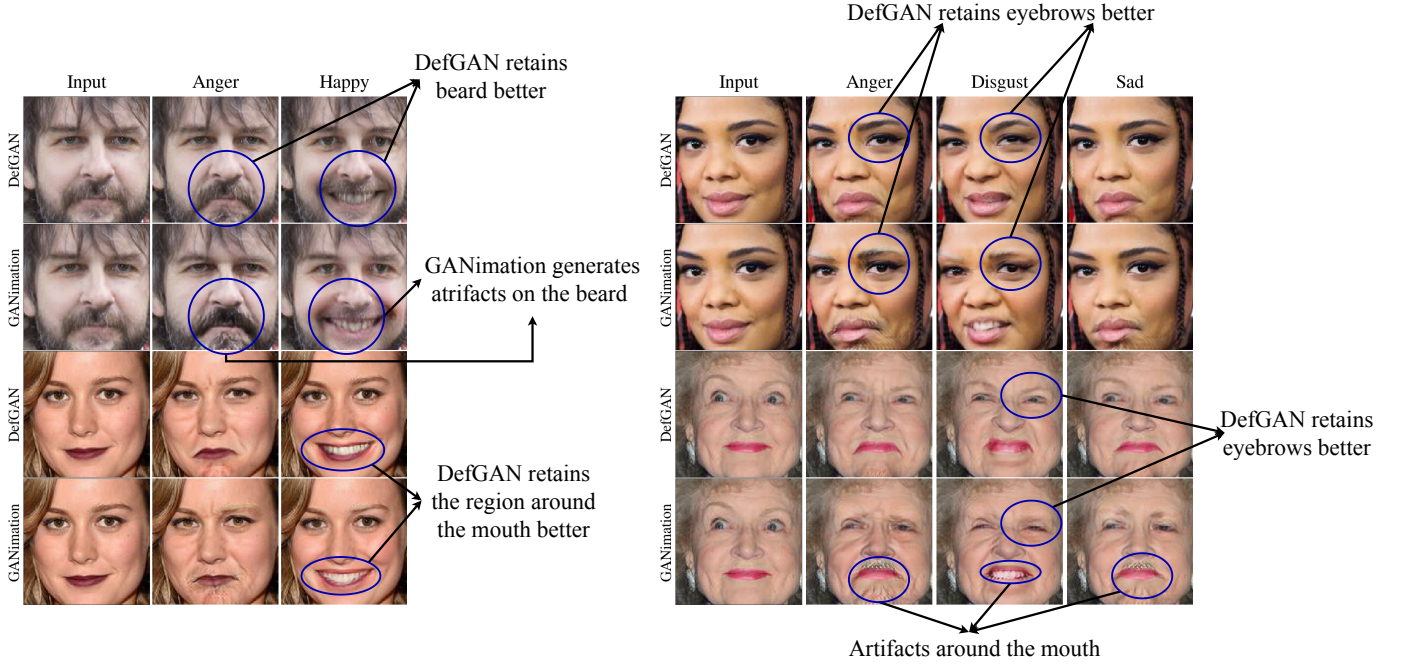 DefGAN retains eyebrows better
DefGAN retains
beard better
Input Anger Happy
Input Anger Disgust Sad
DefGAN
DefGAN
GANimation
GANimation generates
atrifacts on the beard
GANimation
DefGAN
DefGAN
DefGAN retains
eyebrows better
DefGAN retains
the region around
the mouth better
GANimation
GANimation
Artifacts around the mouth